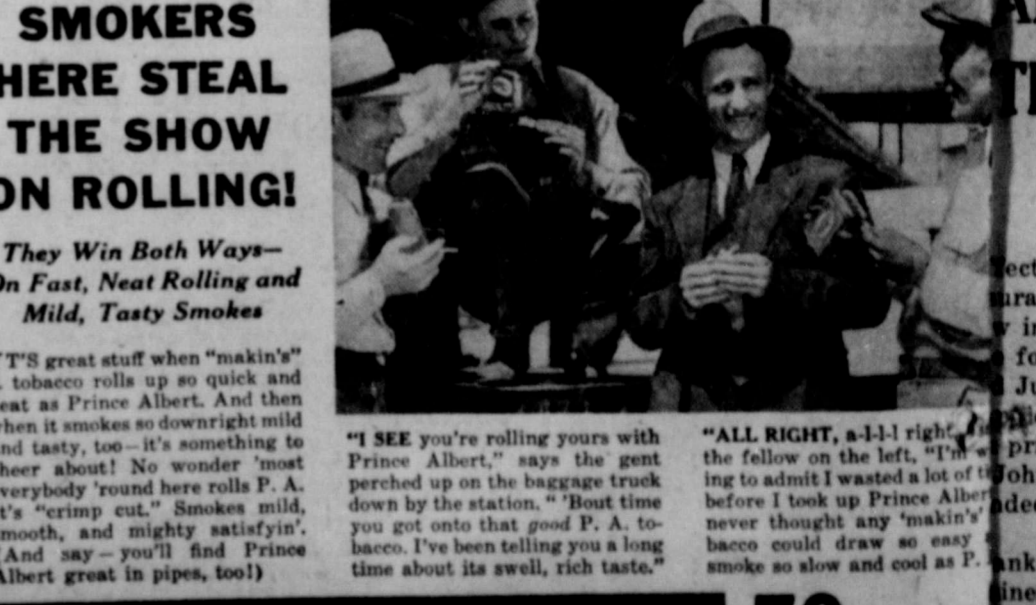 SMOKERS
HERE STEAL
THE SHOW
ON ROLLING!
They Win Both Ways—
On Fast, Neat Rolling and
Mild, Tasty Smokes
T'S great stuff when "makin's"
tobacco rolls up so quick and
eat as Prince Albert. And then
when it smokes so downright mild
nd tasty, too—it's something to
heer about! No wonder 'most
verybody 'round here rolls P. A.
t's "crimp cut." Smokes mild,
mooth, and mighty satisfyin'.
(And say—you'll find Prince
Albert great in pipes, too!)
"I SEE you're rolling yours with
Prince Albert," says the gent
perched up on the baggage truck
down by the station. " 'Bout time
you got onto that good P. A. to-
bacco. I've been telling you a long
time about its swell, rich taste."
"ALL RIGHT, a-l-l-l right,
the fellow on the left, "I'm w
ing to admit I wasted a lot of t
before I took up Prince Alber
never thought any 'makin's'
bacco could draw so easy
smoke so slow and cool as P.